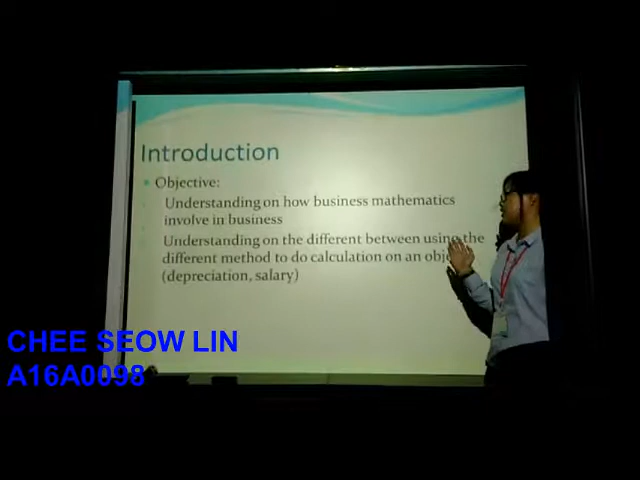 Introduction
Objective:
Understanding on how business mathematics
involve in business
Understanding on the different between using the
different method to do calculation on an
(depreciation, salary)
CHEE SEOW LIN
A16A0098